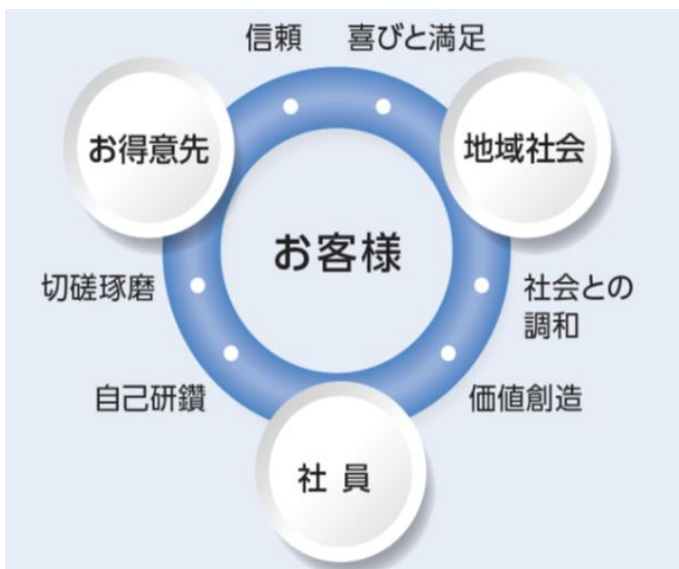 信頼
喜びと満足
お得意先
地域社会
お客様
切磋琢磨
社会との
調和
自己研鑽
価値創造
社員